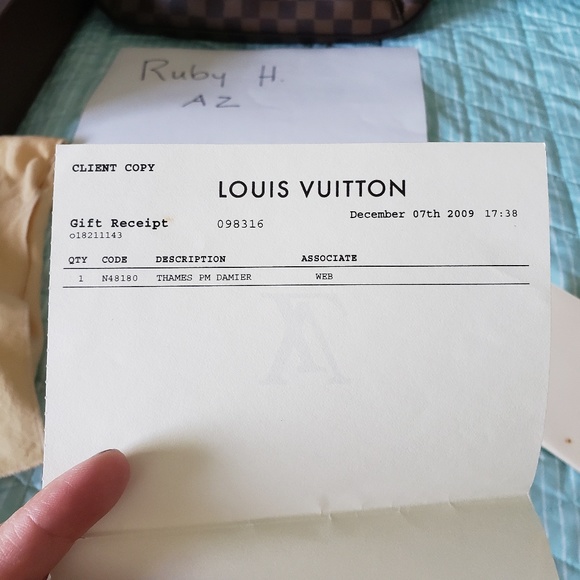 Ruby H.
AZ
CLIENT COPY
LOUIS VUITTON
December 07th 2009 17:38
Gift Receipt 098316
o18211143
QTY CODE DESCRIPTION ASSOCIATE
1 N48180 THAMES PM DAMIER WEB